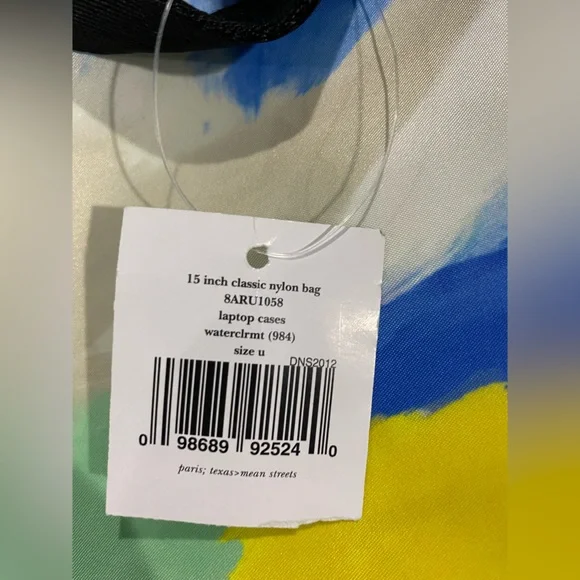 15 inch classic nylon bag
8ARU1058
laptop cases
waterclrmt (984)
size u
DNS2012
0 98689 92524 0
paris; texas>mean streets